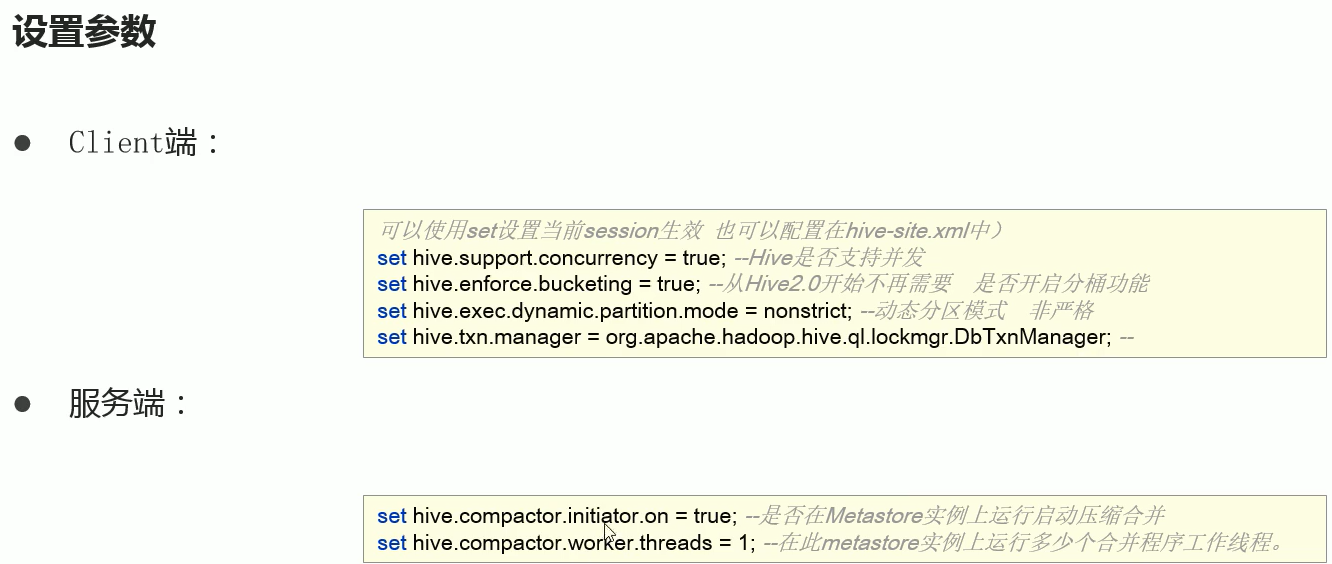 设置参数
● Client端：
可以使用set设置当前session生效 也可以配置在hive-site.xml中）
set hive.support.concurrency = true; --Hive是否支持并发
set hive.enforce.bucketing = true; --从Hive2.0开始不再需要 是否开启分桶功能
set hive.exec.dynamic.partition.mode = nonstrict; --动态分区模式 非严格
set hive.txn.manager = org.apache.hadoop.hive.ql.lockmgr.DbTxnManager; --
● 服务端：
set hive.compactor.initiator.on = true; --是否在Metastore实例上运行启动压缩合并
set hive.compactor.worker.threads = 1; --在此metastore实例上运行多少个合并程序工作线程。